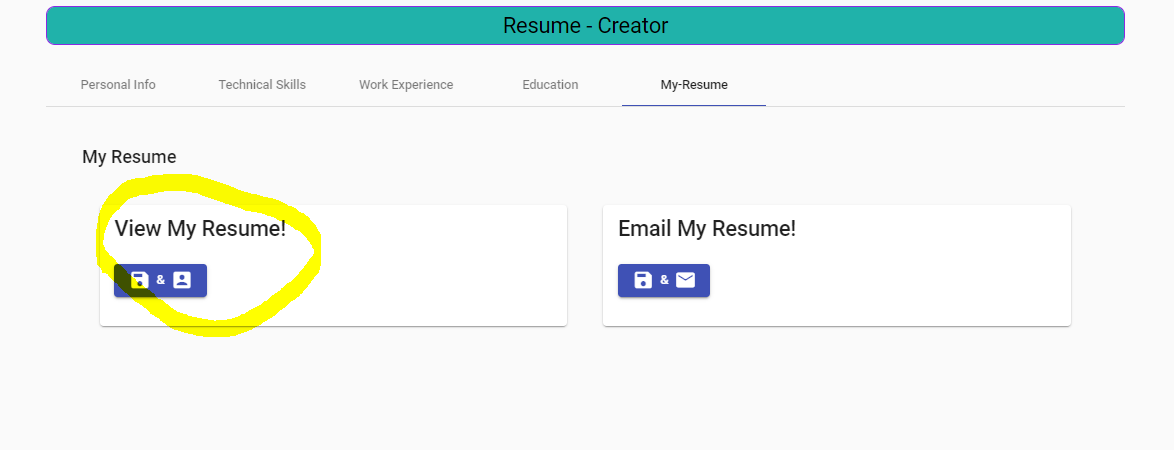 Resume - Creator
Personal Info Technical Skills Work Experience Education My-Resume
My Resume
View My Resume! Email My Resume!
& &